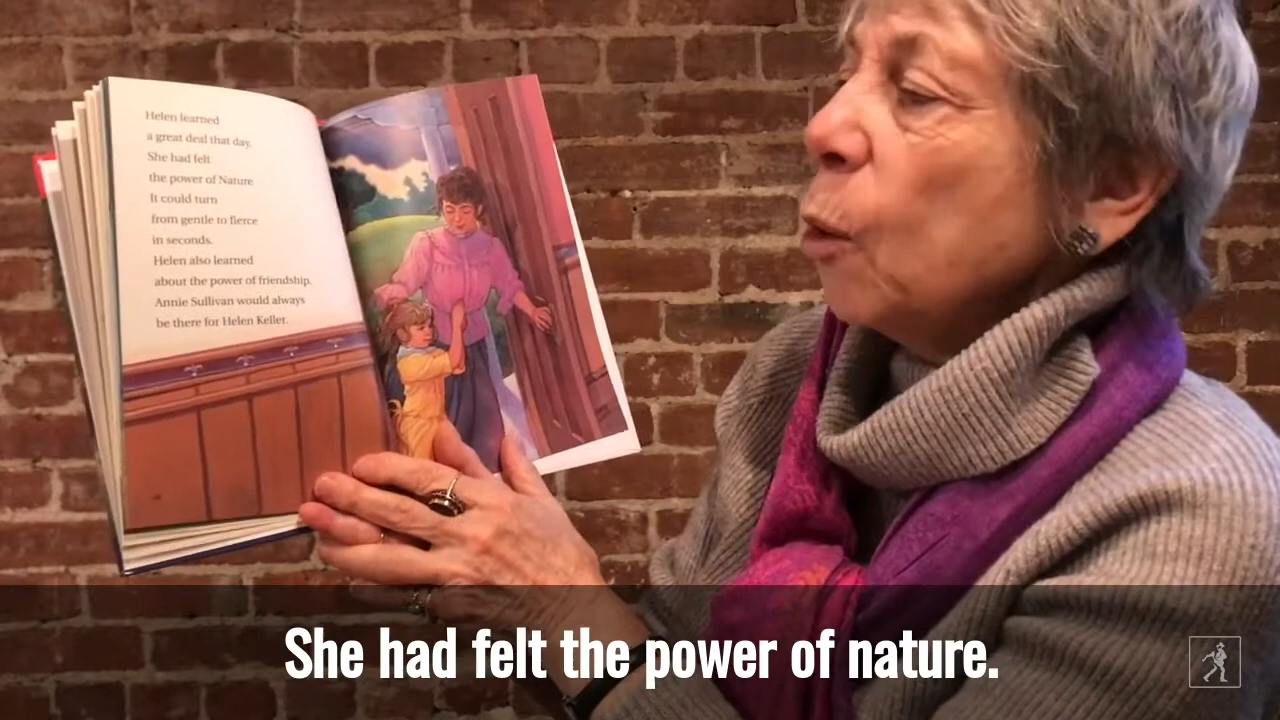 Helen learned
a great deal that day.
She had felt
the power of Nature
It could turn
from gentle to fierce
in seconds.
Helen also learned
about the power of friendship.
Annie Sullivan would always
be there for Helen Keller.
She had felt the power of nature.